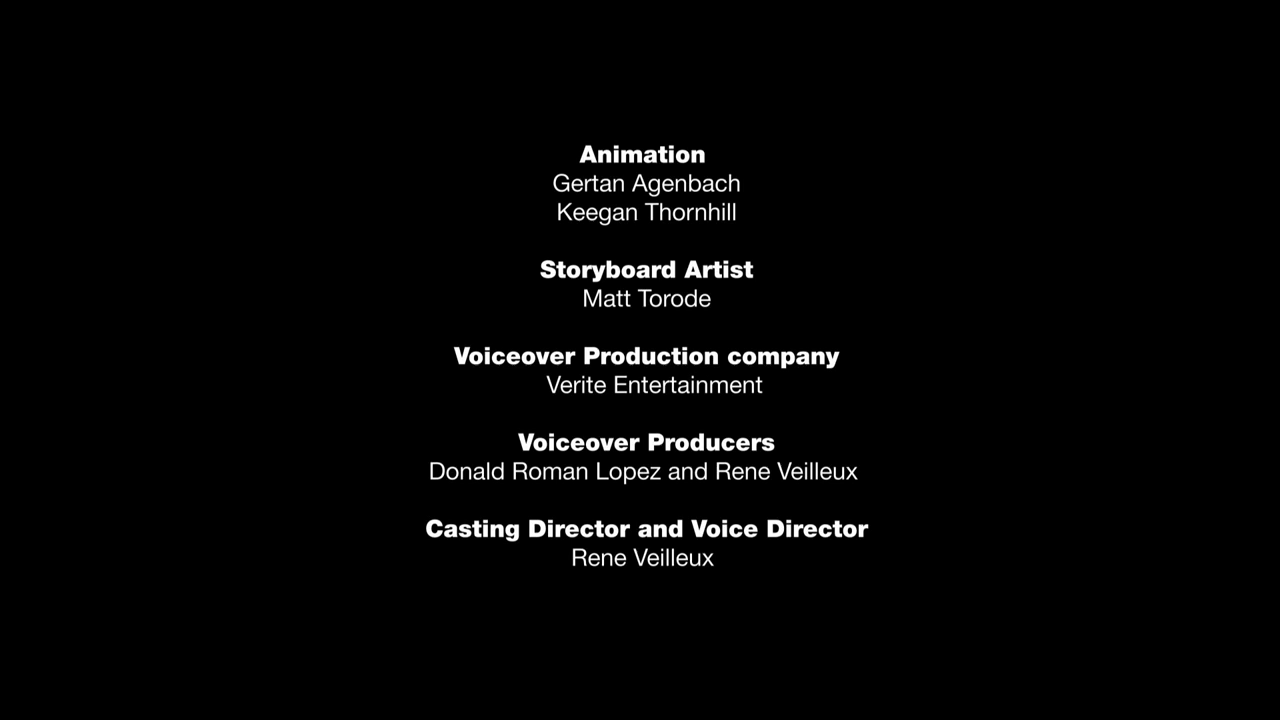 Animation
Gertan Agenbach
Keegan Thornhill
Storyboard Artist
Matt Torode
Voiceover Production company
Verite Entertainment
Voiceover Producers
Donald Roman Lopez and Rene Veilleux
Casting Director and Voice Director
Rene Veilleux